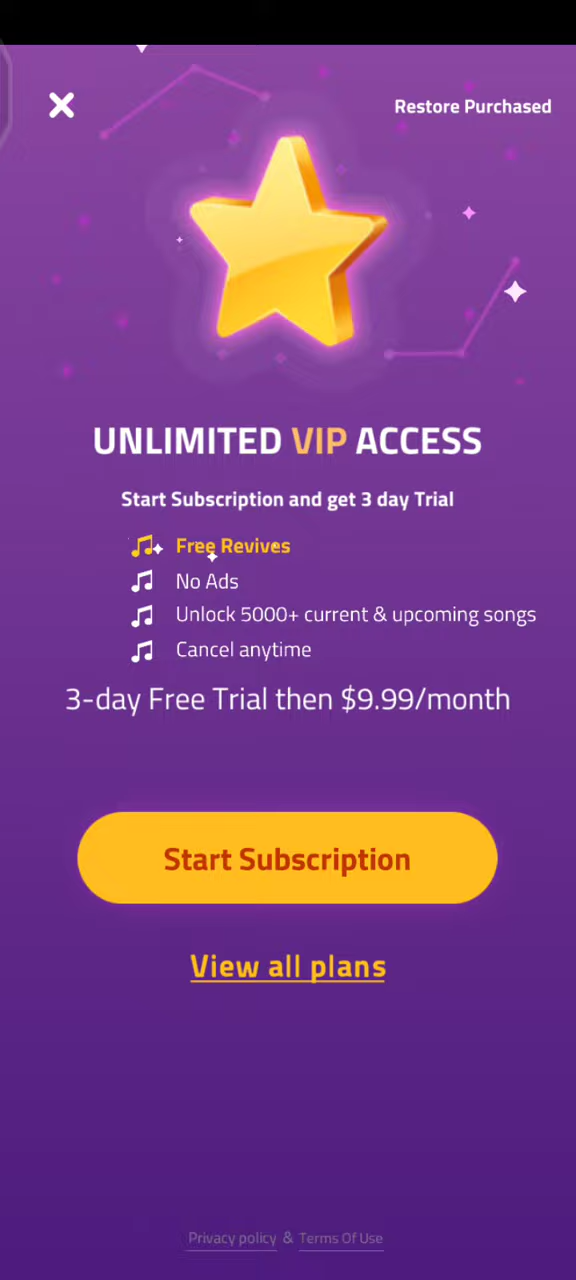 Restore Purchased
UNLIMITED VIP ACCESS
Start Subscription and get 3 day Trial
Free Revives
No Ads
Unlock 5000+ current & upcoming songs
Cancel anytime
3-day Free Trial then $9.99/month
Start Subscription
View all plans
Privacy policy & Terms Of Use